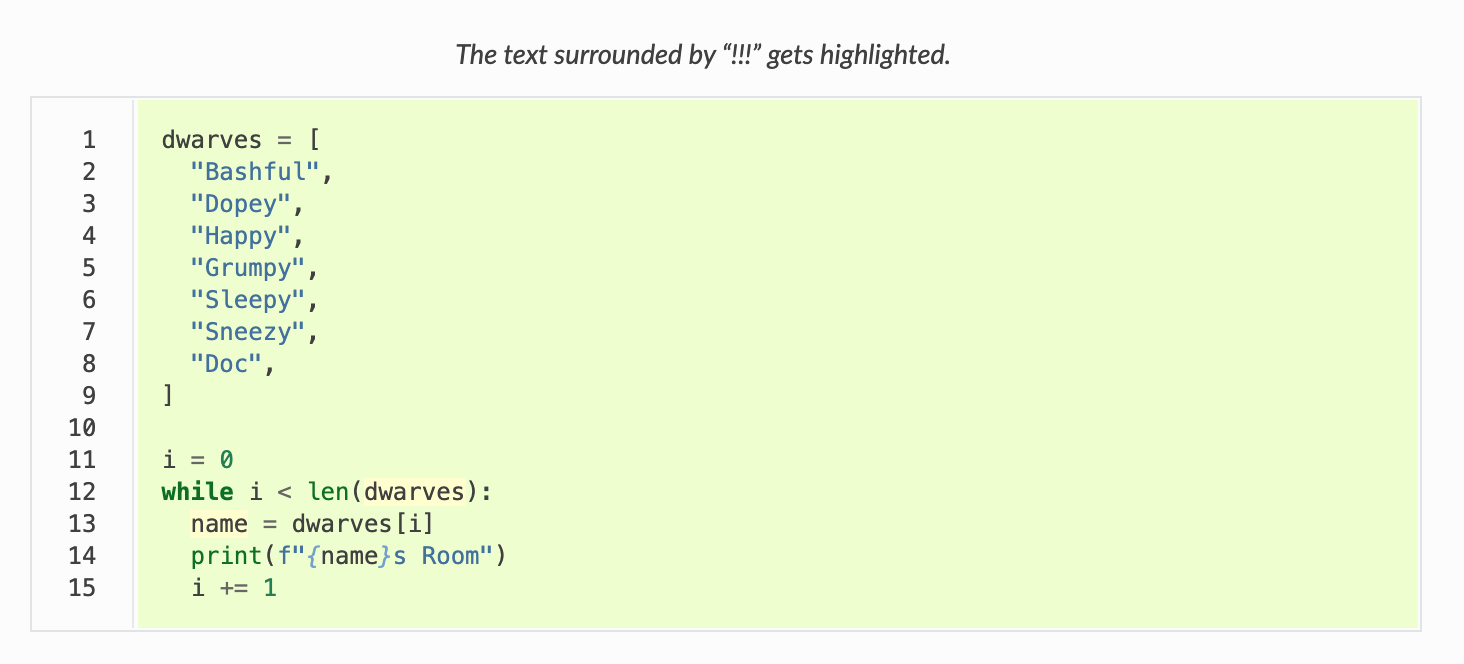 The text surrounded by “!!!” gets highlighted.
1 dwarves = [
2   "Bashful",
3   "Dopey",
4   "Happy",
5   "Grumpy",
6   "Sleepy",
7   "Sneezy",
8   "Doc",
9 ]
10
11 i = 0
12 while i < len(dwarves):
13   name = dwarves[i]
14   print(f"{name}s Room")
15   i += 1